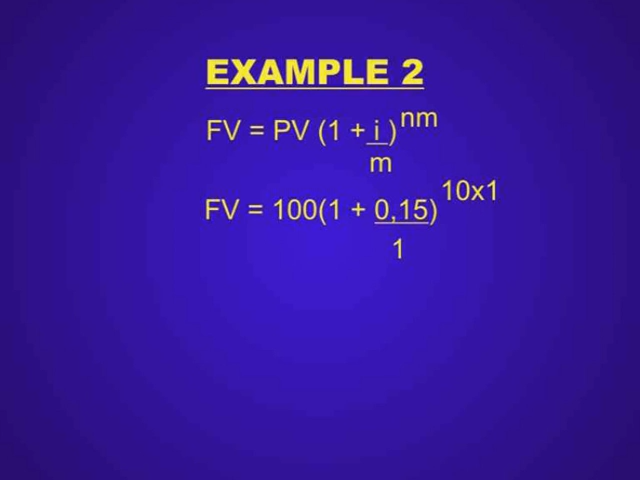 EXAMPLE 2
FV = PV (1 + i )nm
m
FV = 100(1 + 0,15)10x1
1